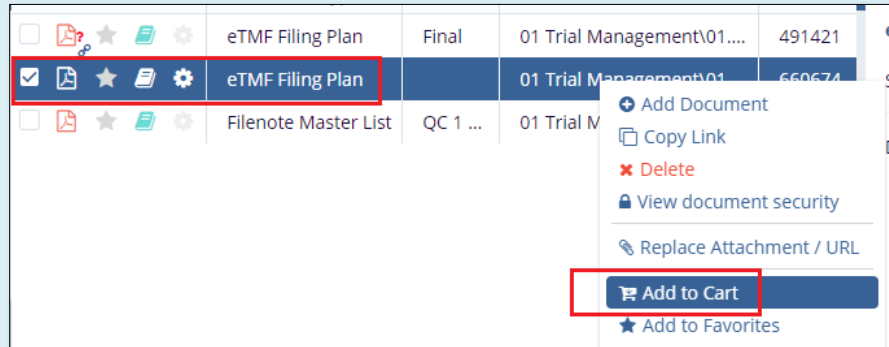 eTMF Filing Plan Final 01 Trial Management\01.... 491421
eTMF Filing Plan 01 Trial Management\01 660674
Add Document
Filenote Master List QC 1 ... 01 Trial M
Copy Link
Delete
View document security
Replace Attachment / URL
Add to Cart
Add to Favorites